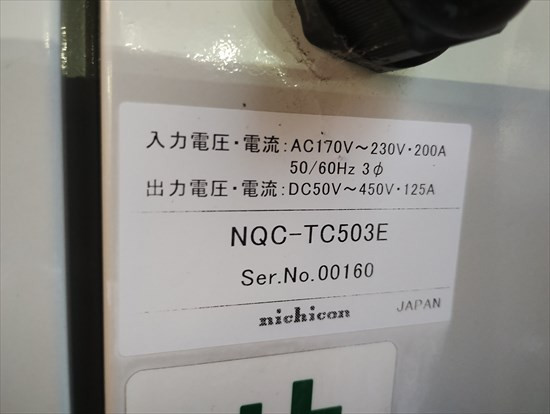 入力電圧・電流:AC170V～230V・200A
50/60Hz 3φ
出力電圧・電流:DC50V～450V・125A
NQC-TC503E
Ser.No.00160
nichicon JAPAN